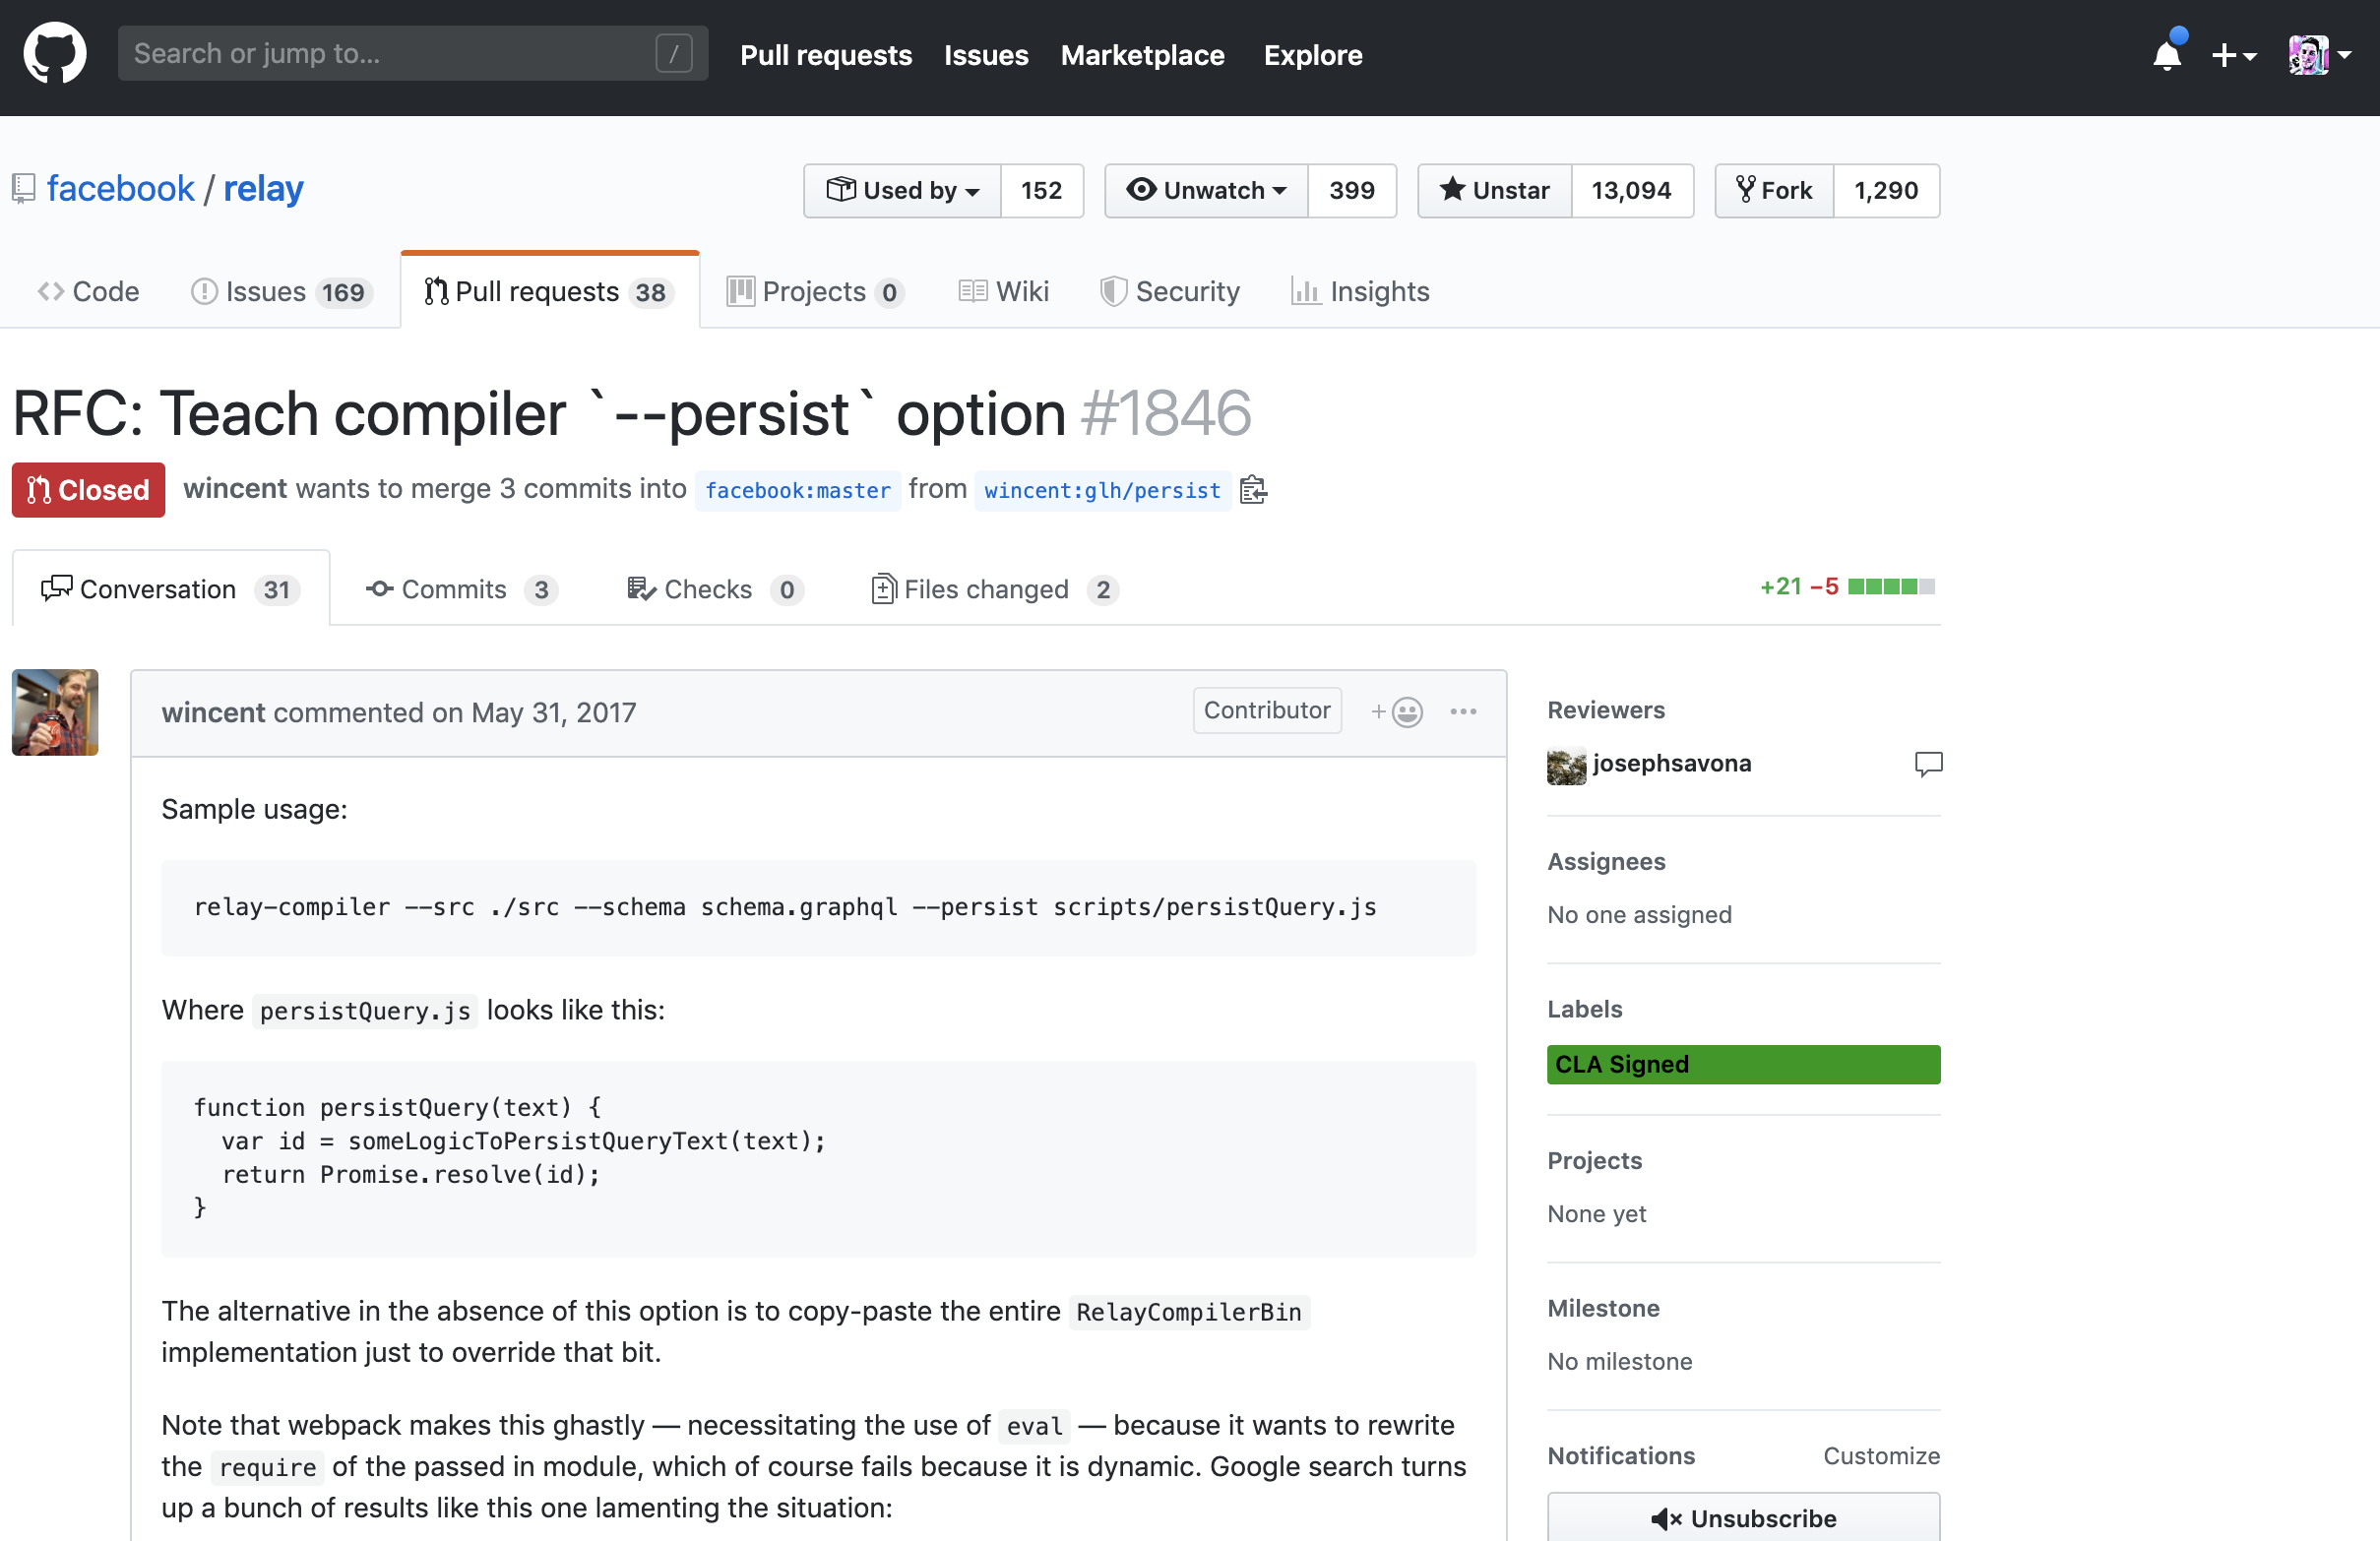 Search or jump to... /
Pull requests Issues Marketplace Explore
facebook / relay
Used by 152 Unwatch 399 Unstar 13,094 Fork 1,290
Code Issues 169 Pull requests 38 Projects 0 Wiki Security Insights
RFC: Teach compiler `--persist` option #1846
Closed wincent wants to merge 3 commits into facebook:master from wincent:glh/persist
Conversation 31 Commits 3 Checks 0 Files changed 2 +21 −5
wincent commented on May 31, 2017 Contributor +
Sample usage:
relay-compiler --src ./src --schema schema.graphql --persist scripts/persistQuery.js
Where persistQuery.js looks like this:
function persistQuery(text) {
  var id = someLogicToPersistQueryText(text);
  return Promise.resolve(id);
}
The alternative in the absence of this option is to copy-paste the entire RelayCompilerBin
implementation just to override that bit.
Note that webpack makes this ghastly — necessitating the use of eval — because it wants to rewrite
the require of the passed in module, which of course fails because it is dynamic. Google search turns
up a bunch of results like this one lamenting the situation:
Reviewers
josephsavona
Assignees
No one assigned
Labels
CLA Signed
Projects
None yet
Milestone
No milestone
Notifications Customize
Unsubscribe